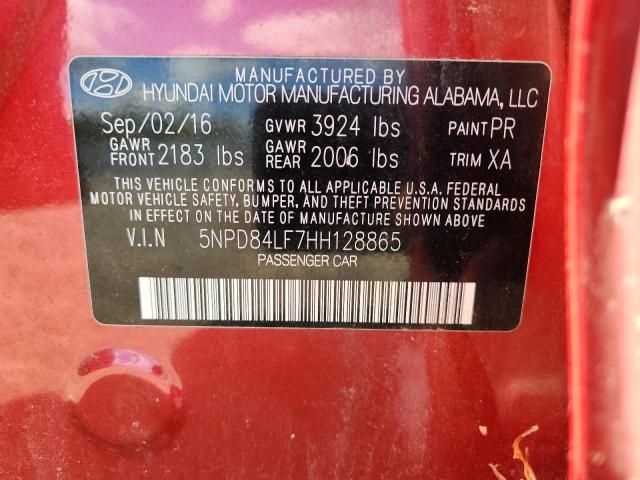 MANUFACTURED BY
HYUNDAI MOTOR MANUFACTURING ALABAMA, LLC
Sep/02/16 GVWR 3924 lbs PAINT PR
GAWR FRONT 2183 lbs GAWR REAR 2006 lbs TRIM XA
THIS VEHICLE CONFORMS TO ALL APPLICABLE U.S.A. FEDERAL
MOTOR VEHICLE SAFETY, BUMPER, AND THEFT PREVENTION STANDARDS
IN EFFECT ON THE DATE OF MANUFACTURE SHOWN ABOVE.
V.I.N 5NPD84LF7HH128865
PASSENGER CAR